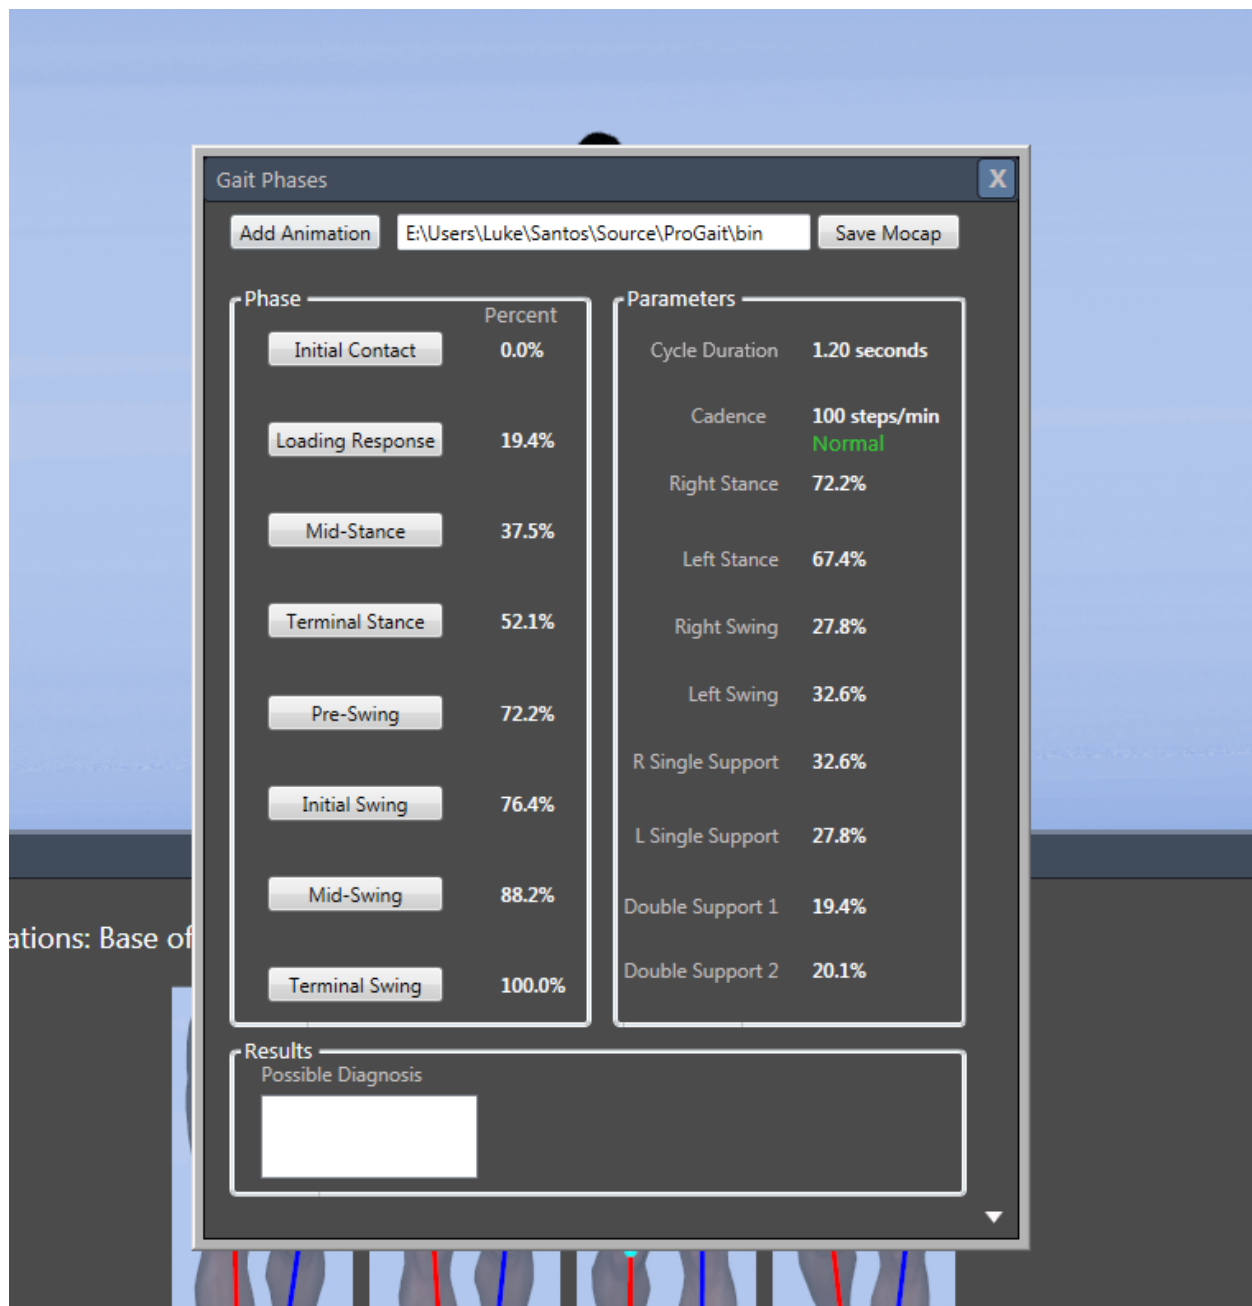 Gait Phases
X
Add Animation
E:\Users\Luke\Santos\Source\ProGait\bin
Save Mocap
Phase
Percent
Initial Contact 0.0%
Loading Response 19.4%
Mid-Stance 37.5%
Terminal Stance 52.1%
Pre-Swing 72.2%
Initial Swing 76.4%
Mid-Swing 88.2%
Terminal Swing 100.0%
Parameters
Cycle Duration 1.20 seconds
Cadence 100 steps/min
Normal
Right Stance 72.2%
Left Stance 67.4%
Right Swing 27.8%
Left Swing 32.6%
R Single Support 32.6%
L Single Support 27.8%
Double Support 1 19.4%
Double Support 2 20.1%
Results
Possible Diagnosis
ations: Base of